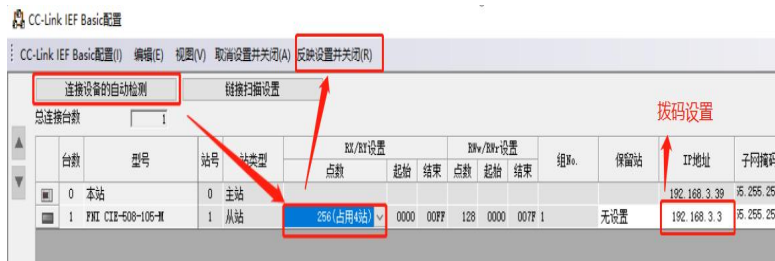 CC-Link IEF Basic配置
CC-Link IEF Basic配置(I) 编辑(E) 视图(V) 取消设置并关闭(A) 反映设置并关闭(R)
连接设备的自动检测 链接扫描设置
总连接台数 1
拨码设置
台数 型号 站号 站类型 RX/RY设置 RWw/RWr设置 组No. 保留站 IP地址 子网掩码
点数 起始 结束 点数 起始 结束
0 本站 0 主站 192.168.3.39 55.255.25
1 FNI CIE-508-105-M 1 从站 256(占用4站) 0000 00FF 128 0000 007F 1 无设置 192.168.3.3 55.255.25